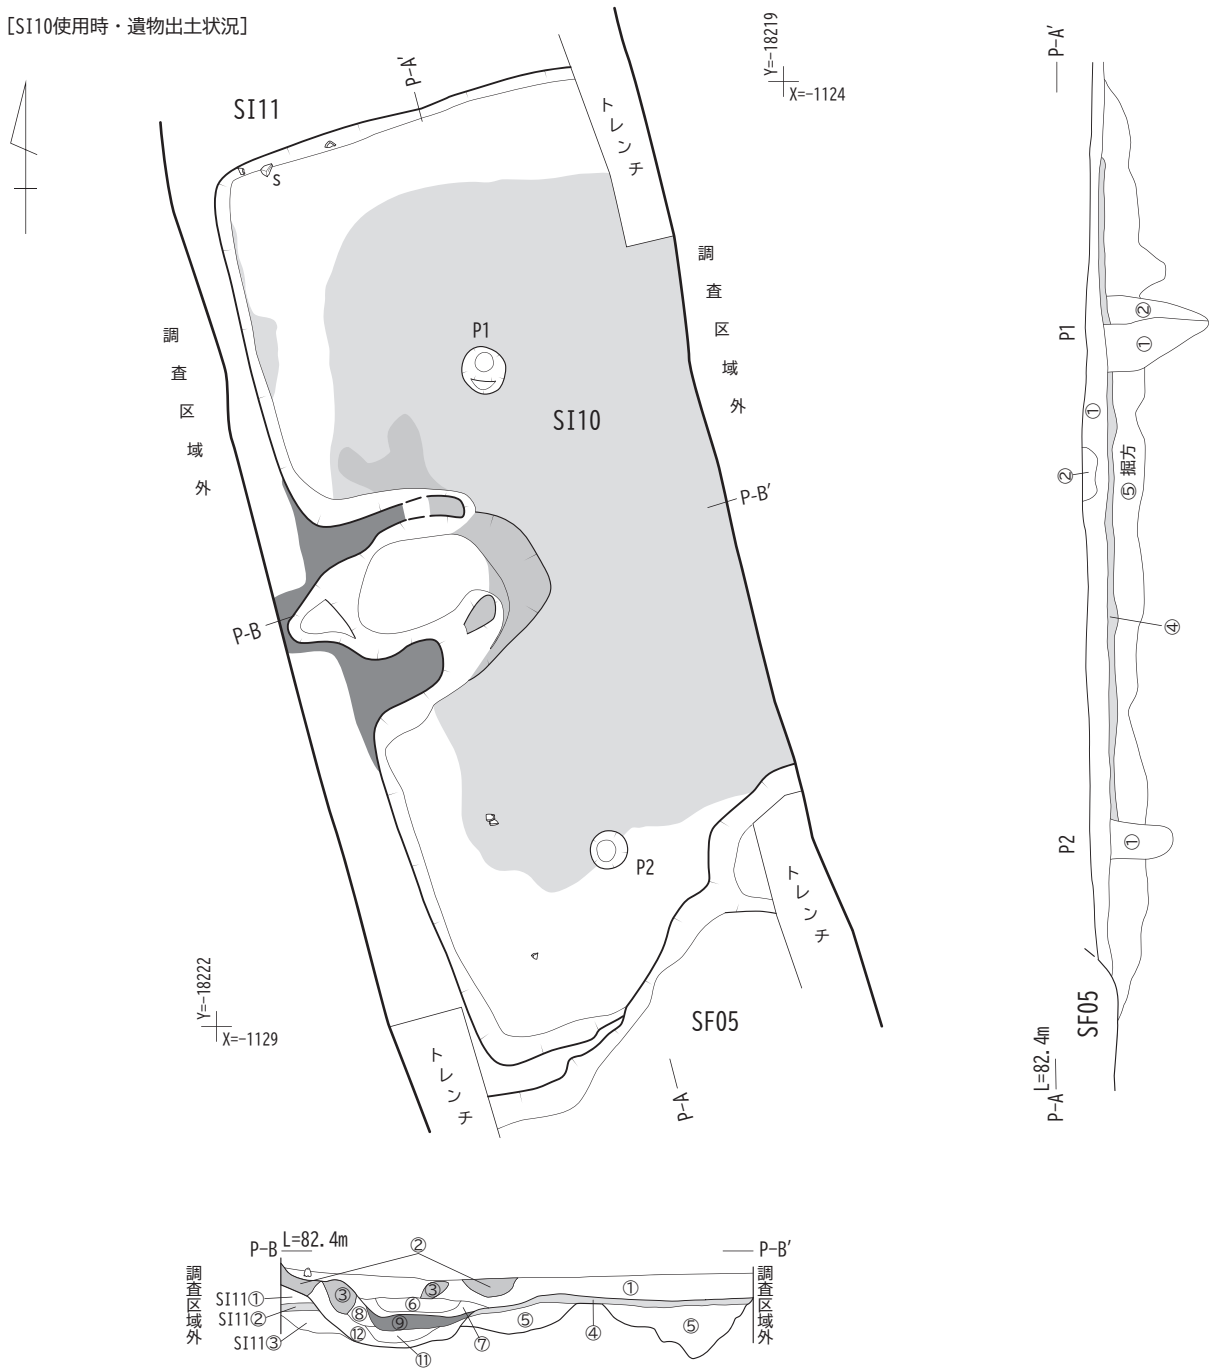 [SI10使用時・遺物出土状況]
Y=-18219
X=-1124
P-A′
SI11
S
トレンチ
調査区域外
調査区域外
P1
SI10
P-B′
P-B
P2
トレンチ
Y=-18222
X=-1129
SF05
トレンチ
P-A
P-A′
P1
②
①
①
②
⑤ 掘方
④
P2
①
SF05
L=82.4m
P-A
P-B
L=82.4m
②
P-B′
調査区域外
調査区域外
SI11①
SI11②
SI11③
③
③
①
⑥
⑧
⑨
⑫
⑪
⑦
⑤
④
⑤